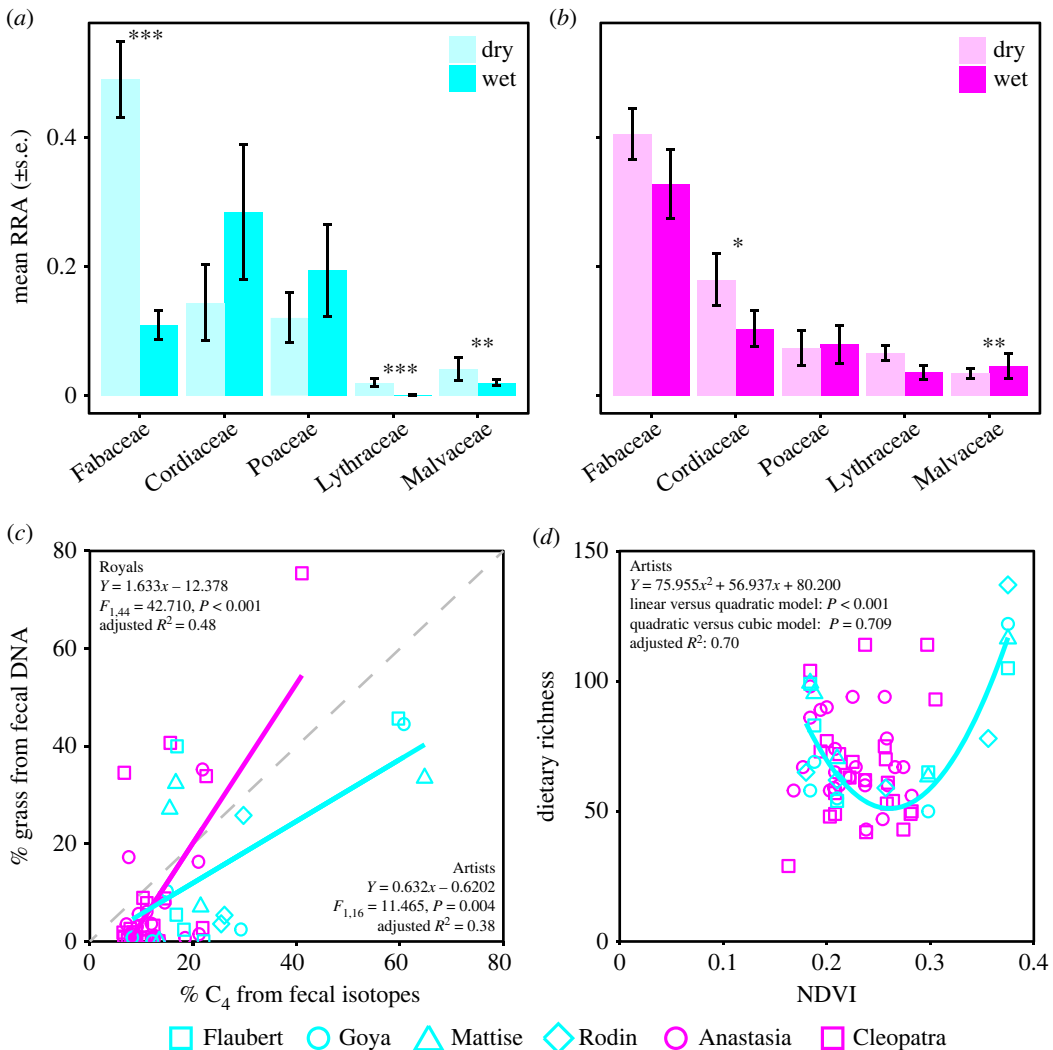 (a)
***
dry
wet
0.4
0.2
0
mean RRA (±s.e.)
***
**
Fabaceae
Cordiaceae
Poaceae
Lythraceae
Malvaceae
(b)
dry
wet
*
**
Fabaceae
Cordiaceae
Poaceae
Lythraceae
Malvaceae
(c)
80
60
40
20
0
% grass from fecal DNA
Royals
Y = 1.633x – 12.378
F1,44 = 42.710, P < 0.001
adjusted R2 = 0.48
Artists
Y = 0.632x – 0.6202
F1,16 = 11.465, P = 0.004
adjusted R2 = 0.38
0 20 40 60 80
% C4 from fecal isotopes
(d)
150
100
50
0
dietary richness
Artists
Y = 75.955x2 + 56.937x + 80.200
linear versus quadratic model: P < 0.001
quadratic versus cubic model: P = 0.709
adjusted R2: 0.70
0 0.1 0.2 0.3 0.4
NDVI
Flaubert Goya Mattise Rodin Anastasia Cleopatra